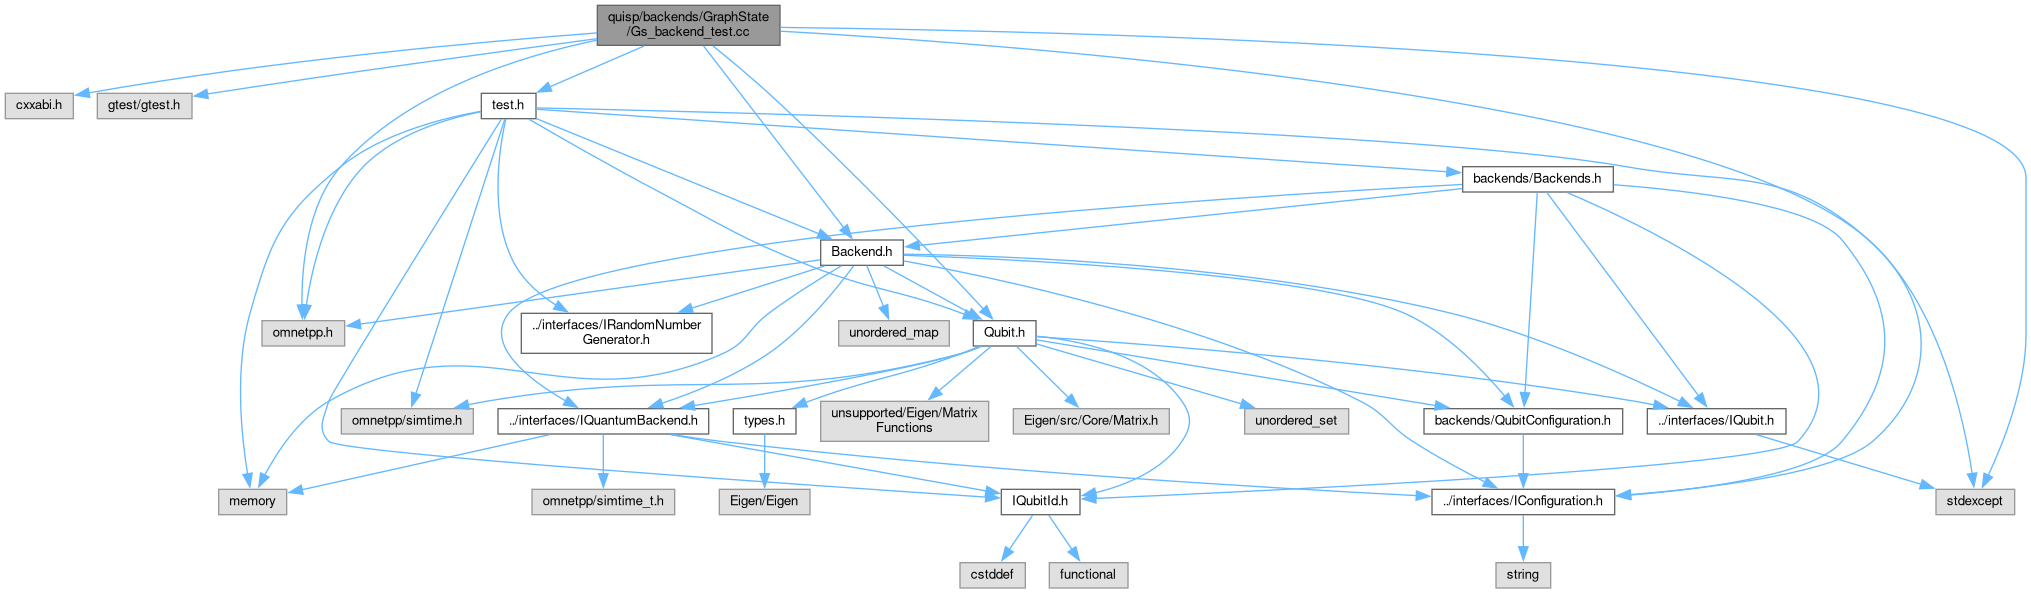 quisp/backends/GraphState
/Gs_backend_test.cc
cxxabi.h
gtest/gtest.h
test.h
backends/Backends.h
Backend.h
omnetpp.h
../interfaces/IRandomNumber
Generator.h
unordered_map
Qubit.h
omnetpp/simtime.h
../interfaces/IQuantumBackend.h
types.h
unsupported/Eigen/Matrix
Functions
Eigen/src/Core/Matrix.h
unordered_set
backends/QubitConfiguration.h
../interfaces/IQubit.h
memory
omnetpp/simtime_t.h
Eigen/Eigen
IQubitId.h
../interfaces/IConfiguration.h
stdexcept
cstddef
functional
string